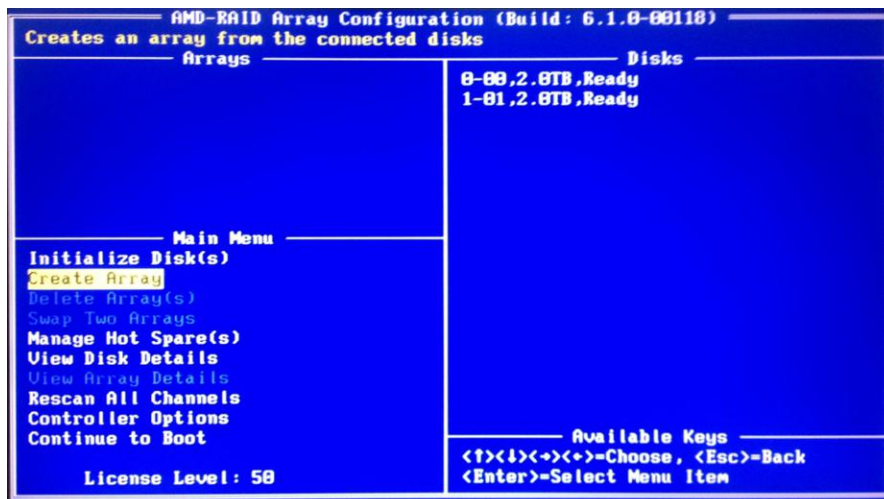 AMD-RAID Array Configuration (Build: 6.1.0-00118)
Creates an array from the connected disks
Arrays
Disks
0-00,2.0TB,Ready
1-01,2.0TB,Ready
Main Menu
Initialize Disk(s)
Create Array
Delete Array(s)
Swap Two Arrays
Manage Hot Spare(s)
View Disk Details
View Array Details
Rescan All Channels
Controller Options
Continue to Boot
License Level: 50
Available Keys
<↑><↓><→><←>=Choose, <Esc>=Back
<Enter>=Select Menu Item